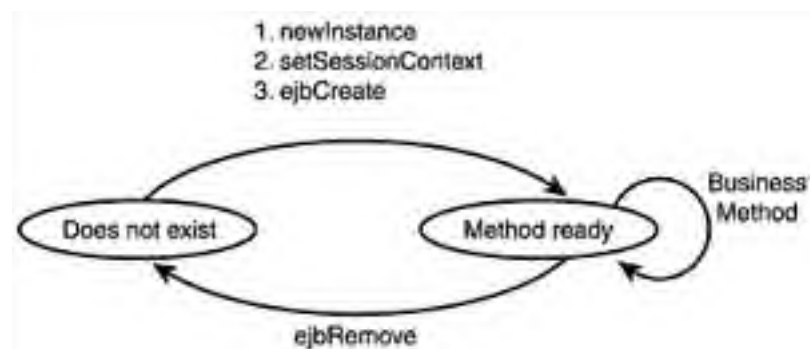 1. newInstance
2. setSessionContext
3. ejbCreate
Does not exist
Method ready
Business
Method
ejbRemove